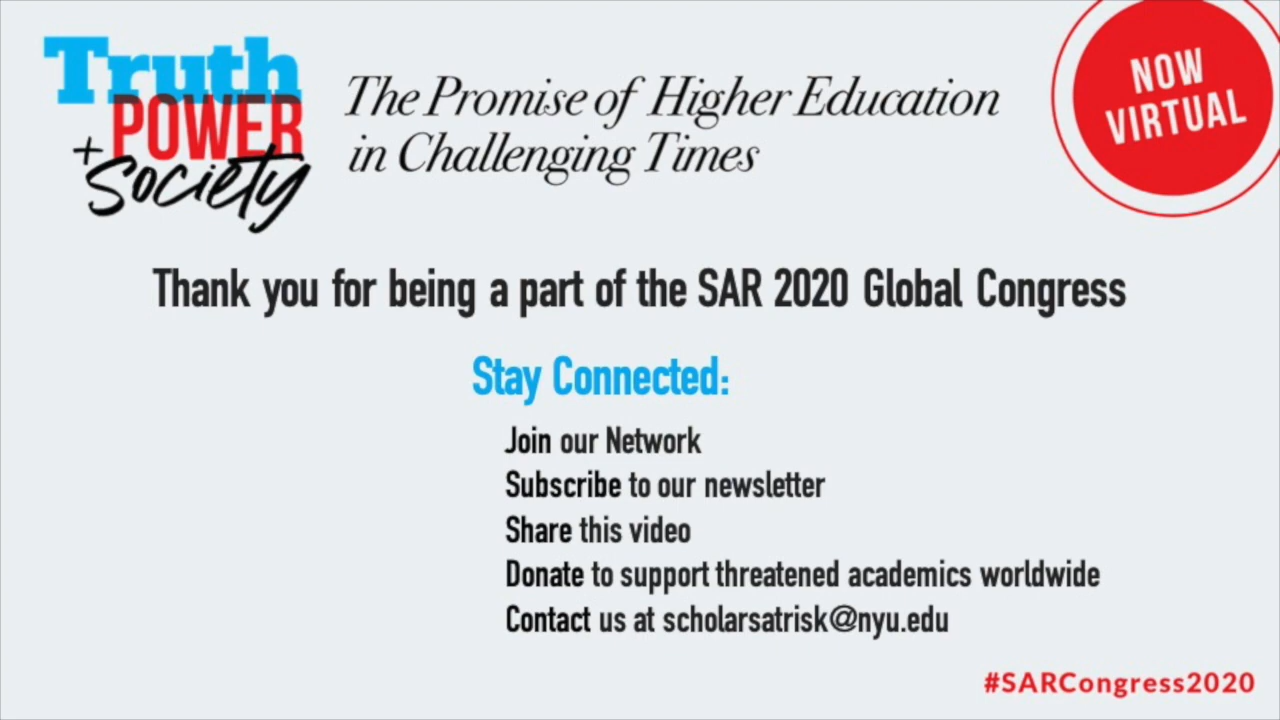 Truth
POWER
+ Society
The Promise of Higher Education
in Challenging Times
NOW
VIRTUAL
Thank you for being a part of the SAR 2020 Global Congress
Stay Connected:
Join our Network
Subscribe to our newsletter
Share this video
Donate to support threatened academics worldwide
Contact us at scholarsatrisk@nyu.edu
#SARCongress2020